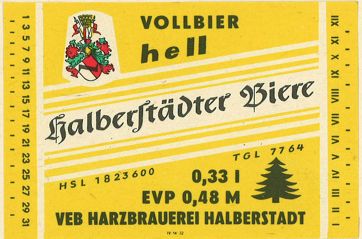 VOLLBIER
hell
Halberſtädter Biere
HSL 1823600
TGL 7764
0,33 l
EVP 0,48 M
VEB HARZBRAUEREI HALBERSTADT
1 3 5 7 9 11 13 15 17 19 21 23 25 27 29 31
I II III IV V VI VII VIII IX X XI XII